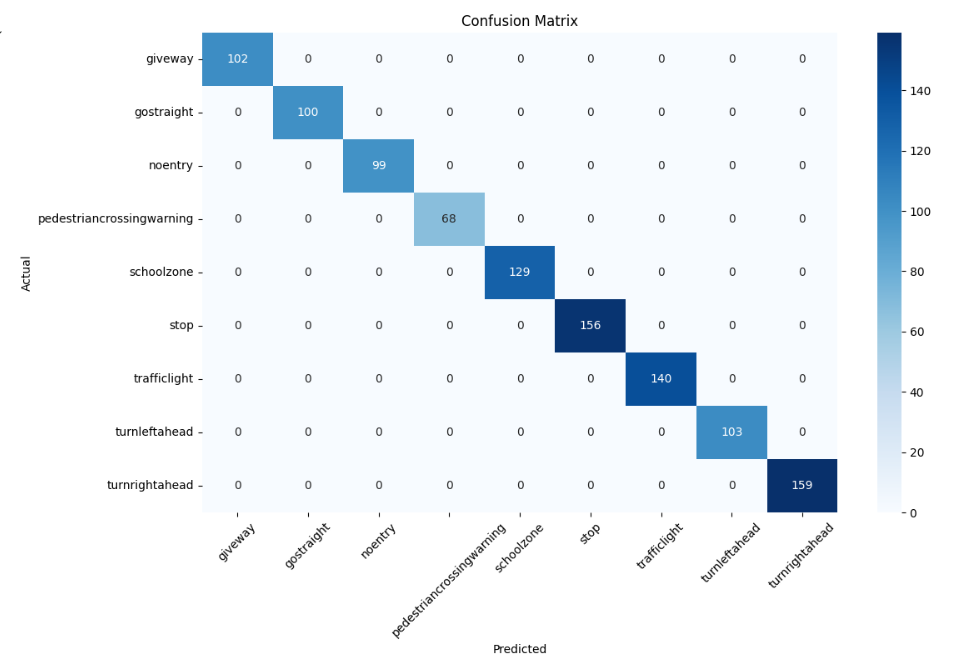 Confusion Matrix
giveway 102 0 0 0 0 0 0 0 0
gostraight 0 100 0 0 0 0 0 0 0
noentry 0 0 99 0 0 0 0 0 0
pedestriancrossingwarning 0 0 0 68 0 0 0 0 0
schoolzone 0 0 0 0 129 0 0 0 0
stop 0 0 0 0 0 156 0 0 0
trafficlight 0 0 0 0 0 0 140 0 0
turnleftahead 0 0 0 0 0 0 0 103 0
turnrightahead 0 0 0 0 0 0 0 0 159
Actual
giveway gostraight noentry pedestriancrossingwarning schoolzone stop trafficlight turnleftahead turnrightahead
Predicted
140
120
100
80
60
40
20
0